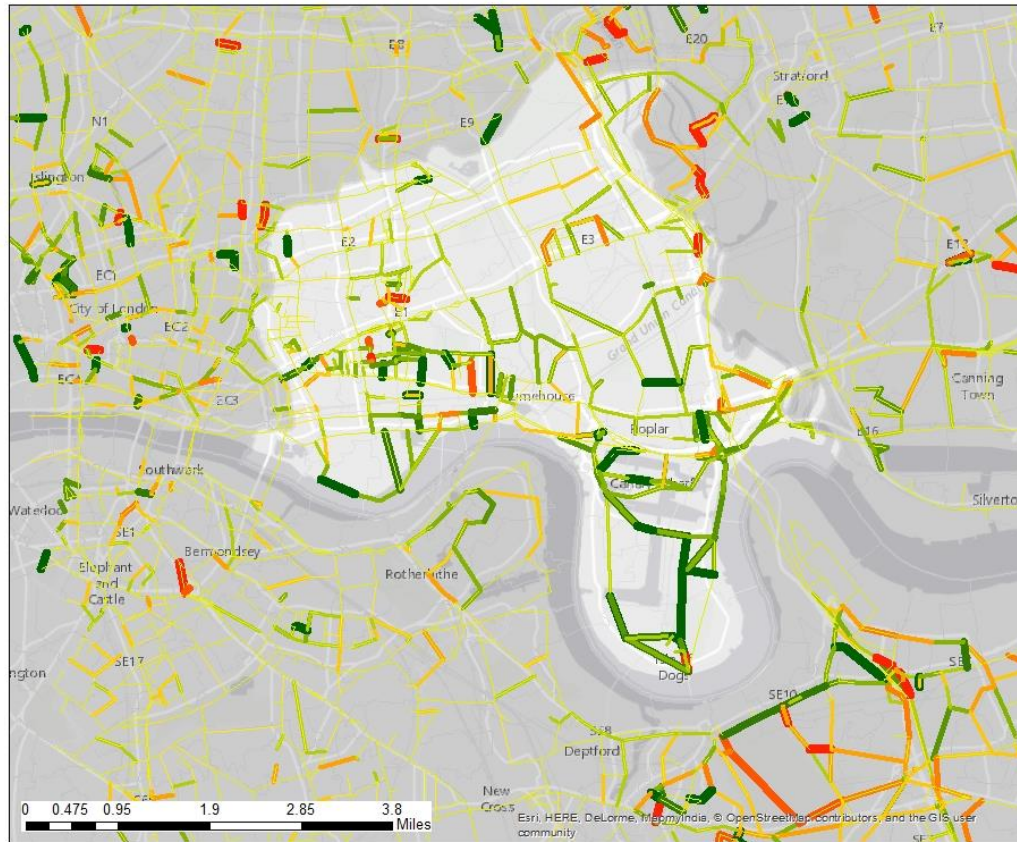 E8
E20
E7
Stratford
N1
E9
Islington
E2
E3
E13
EC1
City of London
EC2
E1
Grand Union Canal
EC4
EC3
Limehouse
Canning
Town
Poplar
E16
Southwark
Canary Wharf
Silverto
Waterloo
SE1
Bermondsey
Elephant
and
Castle
Rotherhithe
SE17
ngton
Dogs
SE10
SE8
Deptford
New
Cross
0 0.475 0.95 1.9 2.85 3.8
Miles
Esri, HERE, DeLorme, MapmyIndia, © OpenStreetMap contributors, and the GIS user
community